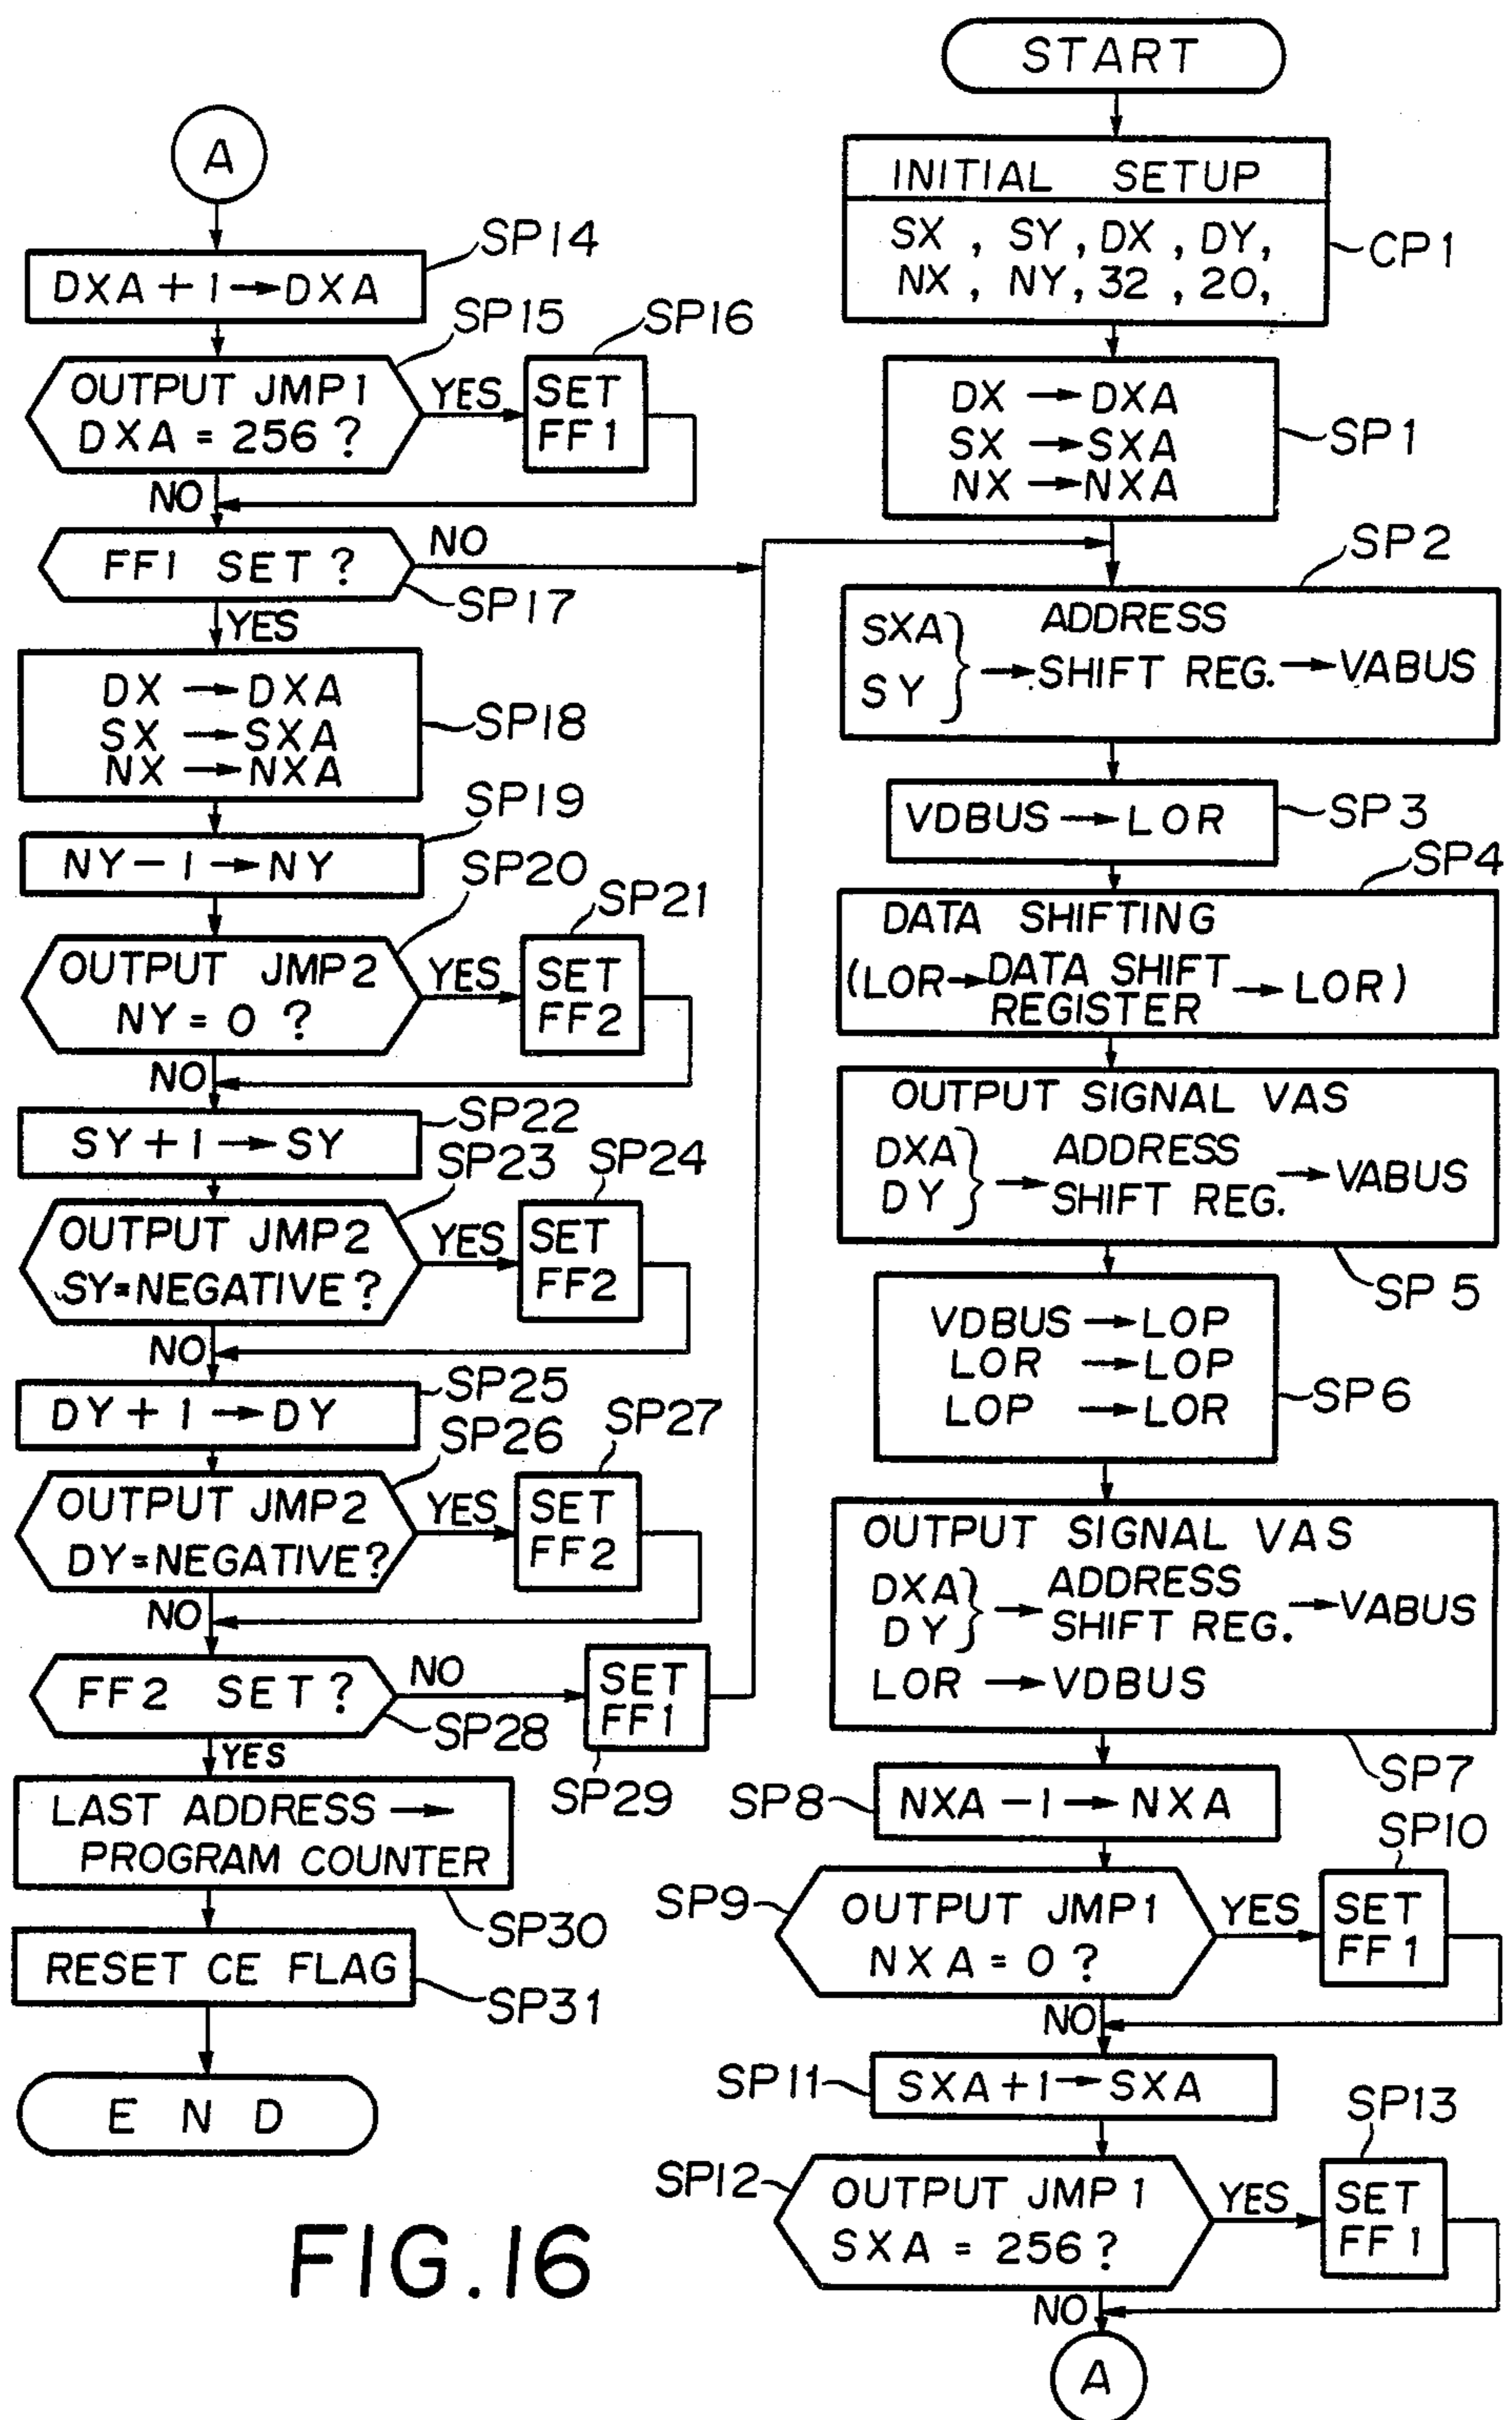 START
INITIAL SETUP
SX , SY , DX , DY,
NX , NY , 32 , 20,
CP1
DX → DXA
SX → SXA
NX → NXA
SP1
SP2
SXA
SY
ADDRESS
→ SHIFT REG. → VABUS
VDBUS → LOR
SP3
SP4
DATA SHIFTING
(LOR → DATA SHIFT
REGISTER → LOR)
OUTPUT SIGNAL VAS
DXA
DY
ADDRESS
→ SHIFT REG. → VABUS
SP5
VDBUS → LOP
LOR → LOP
LOP → LOR
SP6
OUTPUT SIGNAL VAS
DXA
DY
ADDRESS
→ SHIFT REG. → VABUS
LOR → VDBUS
SP7
SP8
NXA − 1 → NXA
SP10
SP9
OUTPUT JMP1
NXA = 0 ?
YES
SET
FF1
NO
SP11
SXA + 1 → SXA
SP13
SP12
OUTPUT JMP1
SXA = 256 ?
YES
SET
FF1
NO
A
A
SP14
DXA + 1 → DXA
SP15
SP16
OUTPUT JMP1
DXA = 256 ?
YES
SET
FF1
NO
FF1 SET ?
NO
SP17
YES
DX → DXA
SX → SXA
NX → NXA
SP18
SP19
NY − 1 → NY
SP20
SP21
OUTPUT JMP2
NY = 0 ?
YES
SET
FF2
NO
SP22
SY + 1 → SY
SP23
SP24
OUTPUT JMP2
SY = NEGATIVE ?
YES
SET
FF2
NO
SP25
DY + 1 → DY
SP26
SP27
OUTPUT JMP2
DY = NEGATIVE ?
YES
SET
FF2
NO
FF2 SET ?
NO
SET
FF1
SP28
YES
SP29
LAST ADDRESS →
PROGRAM COUNTER
SP30
RESET CE FLAG
SP31
END
FIG.16